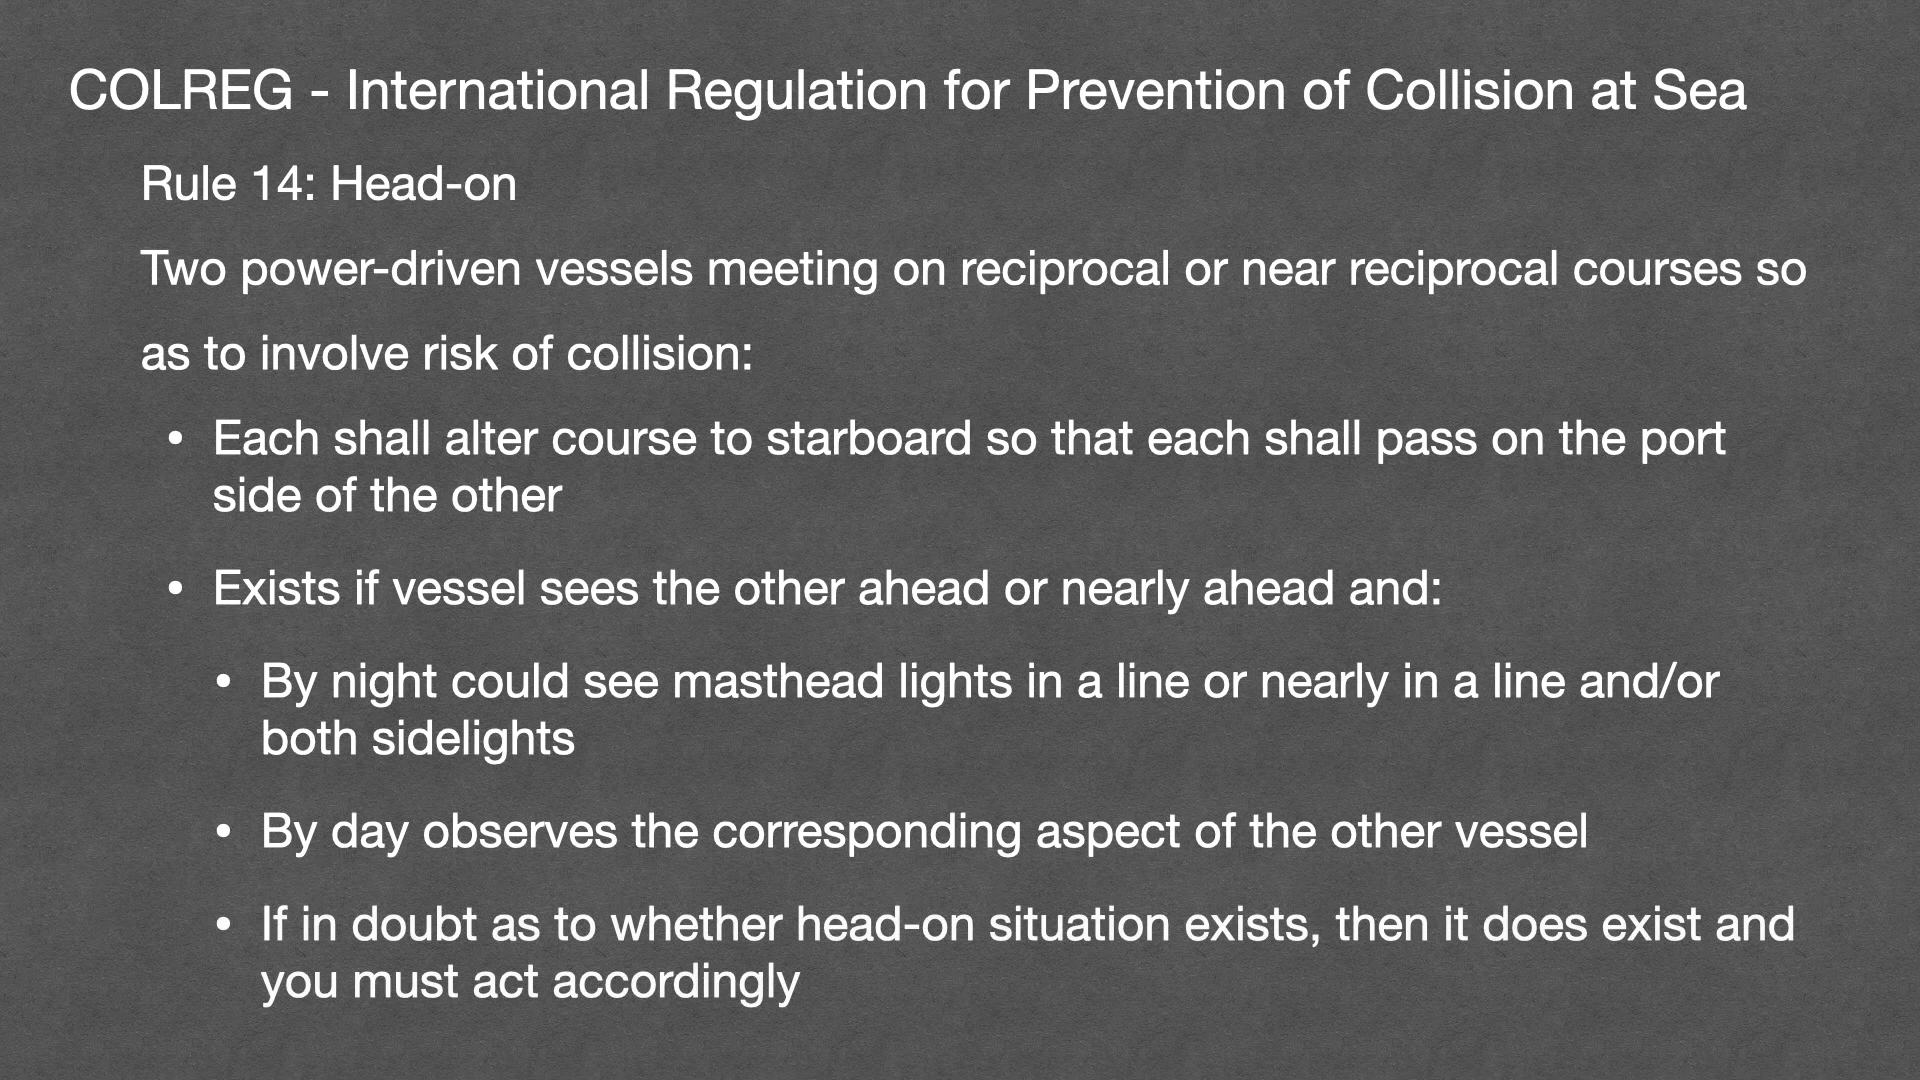 COLREG - International Regulation for Prevention of Collision at Sea
Rule 14: Head-on
Two power-driven vessels meeting on reciprocal or near reciprocal courses so
as to involve risk of collision:
• Each shall alter course to starboard so that each shall pass on the port
side of the other
• Exists if vessel sees the other ahead or nearly ahead and:
• By night could see masthead lights in a line or nearly in a line and/or
both sidelights
• By day observes the corresponding aspect of the other vessel
• If in doubt as to whether head-on situation exists, then it does exist and
you must act accordingly